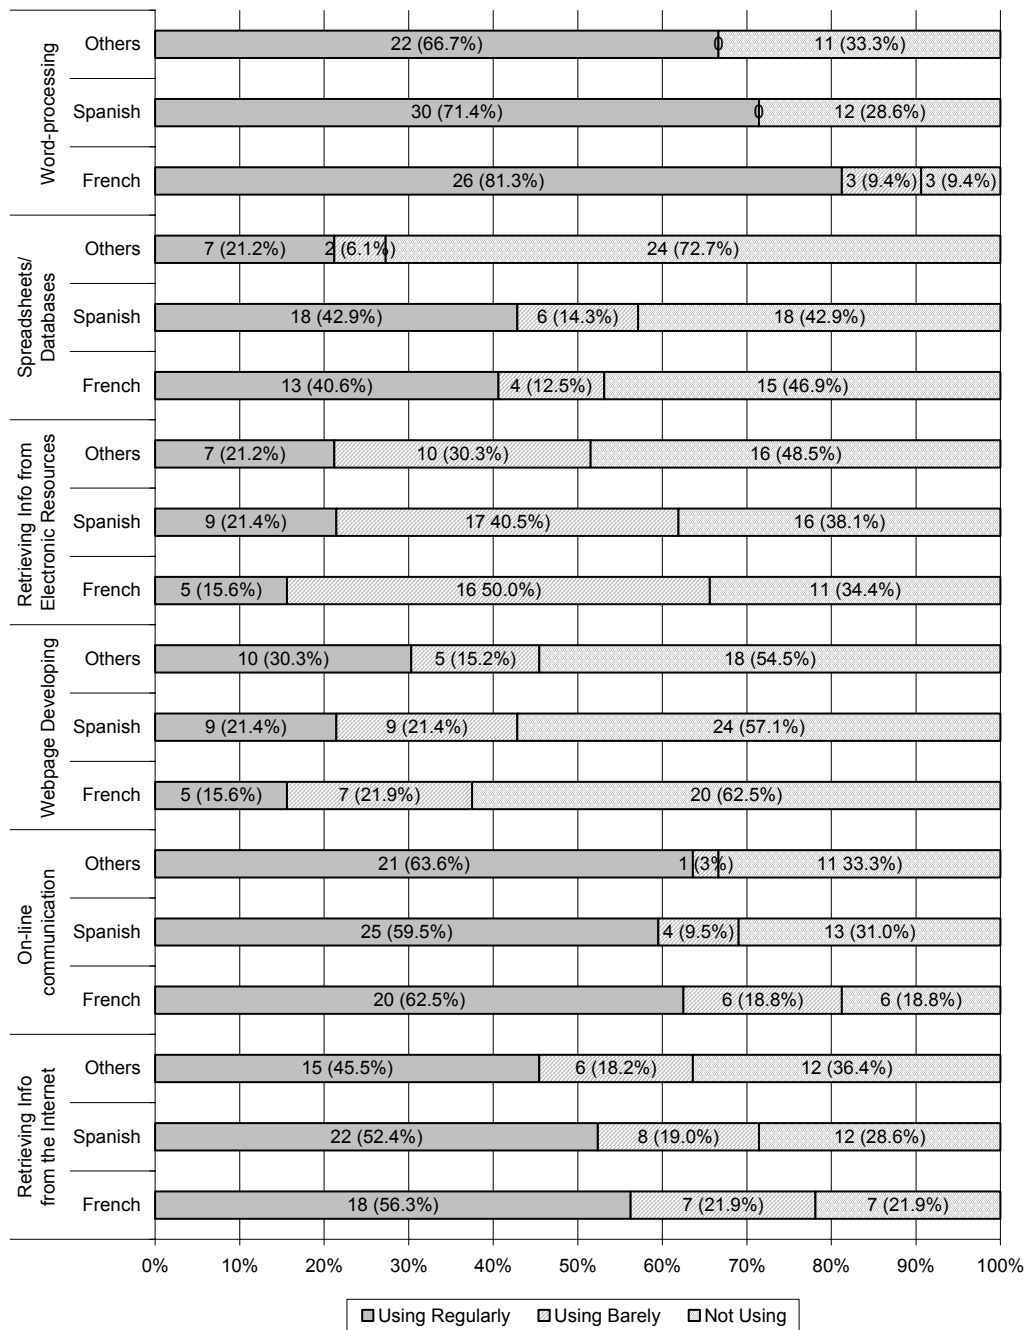 Word-processing
Others
22 (66.7%) 0 11 (33.3%)
Spanish
30 (71.4%) 0 12 (28.6%)
French
26 (81.3%) 3 (9.4%) 3 (9.4%)
Spreadsheets/
Databases
Others
7 (21.2%) 2 (6.1%) 24 (72.7%)
Spanish
18 (42.9%) 6 (14.3%) 18 (42.9%)
French
13 (40.6%) 4 (12.5%) 15 (46.9%)
Retrieving Info from
Electronic Resources
Others
7 (21.2%) 10 (30.3%) 16 (48.5%)
Spanish
9 (21.4%) 17 40.5%) 16 (38.1%)
French
5 (15.6%) 16 50.0%) 11 (34.4%)
Webpage Developing
Others
10 (30.3%) 5 (15.2%) 18 (54.5%)
Spanish
9 (21.4%) 9 (21.4%) 24 (57.1%)
French
5 (15.6%) 7 (21.9%) 20 (62.5%)
On-line
communication
Others
21 (63.6%) 1 (3%) 11 33.3%)
Spanish
25 (59.5%) 4 (9.5%) 13 (31.0%)
French
20 (62.5%) 6 (18.8%) 6 (18.8%)
Retrieving Info
from the Internet
Others
15 (45.5%) 6 (18.2%) 12 (36.4%)
Spanish
22 (52.4%) 8 (19.0%) 12 (28.6%)
French
18 (56.3%) 7 (21.9%) 7 (21.9%)
0% 10% 20% 30% 40% 50% 60% 70% 80% 90% 100%
Using Regularly Using Barely Not Using